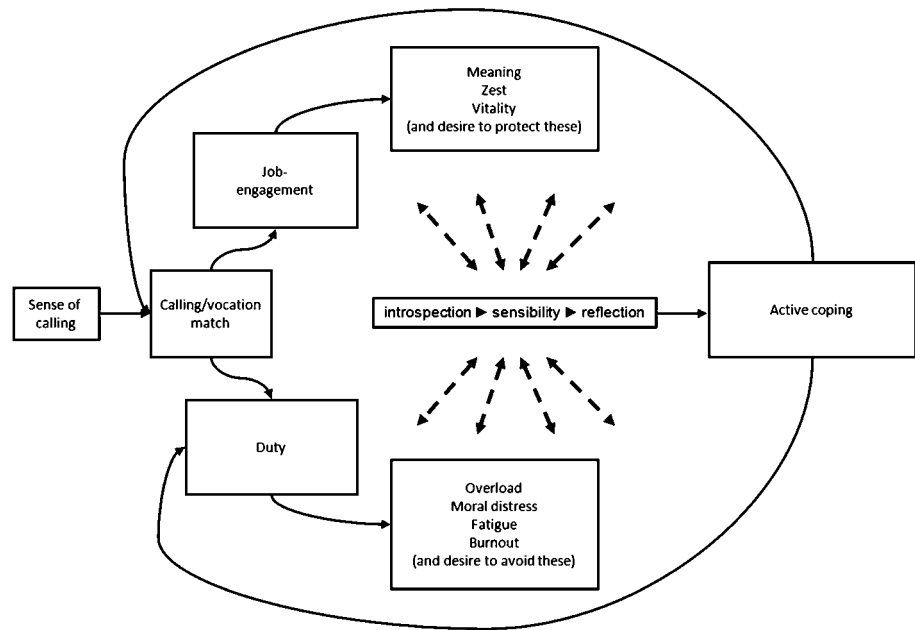 Meaning
Zest
Vitality
(and desire to protect these)
Job-
engagement
Sense of
calling
Calling/vocation
match
introspection ► sensibility ► reflection
Active coping
Duty
Overload
Moral distress
Fatigue
Burnout
(and desire to avoid these)